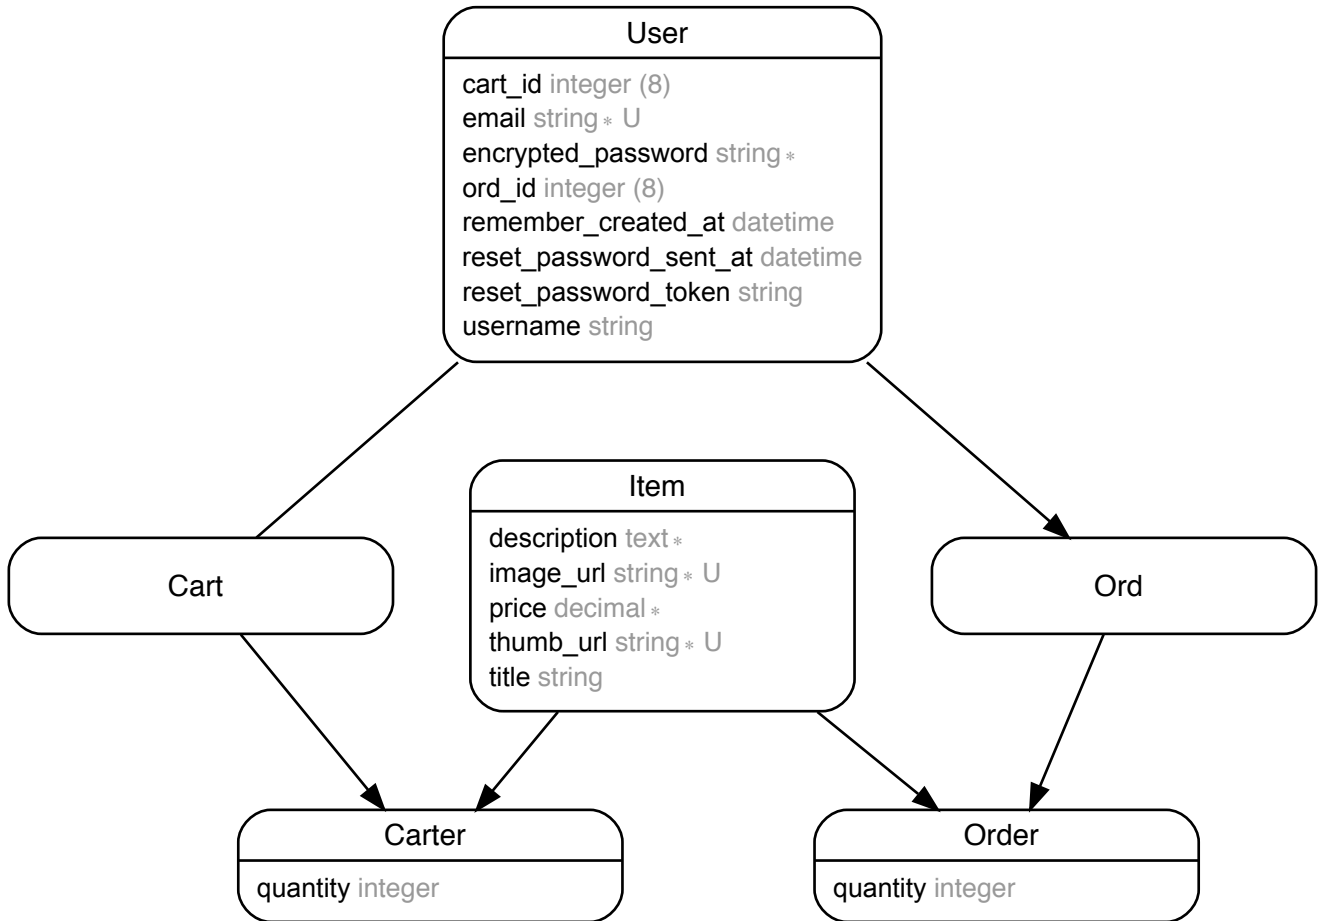 User
cart_id integer (8)
email string * U
encrypted_password string *
ord_id integer (8)
remember_created_at datetime
reset_password_sent_at datetime
reset_password_token string
username string
Item
description text *
image_url string * U
price decimal *
thumb_url string * U
title string
Cart
Ord
Carter
quantity integer
Order
quantity integer